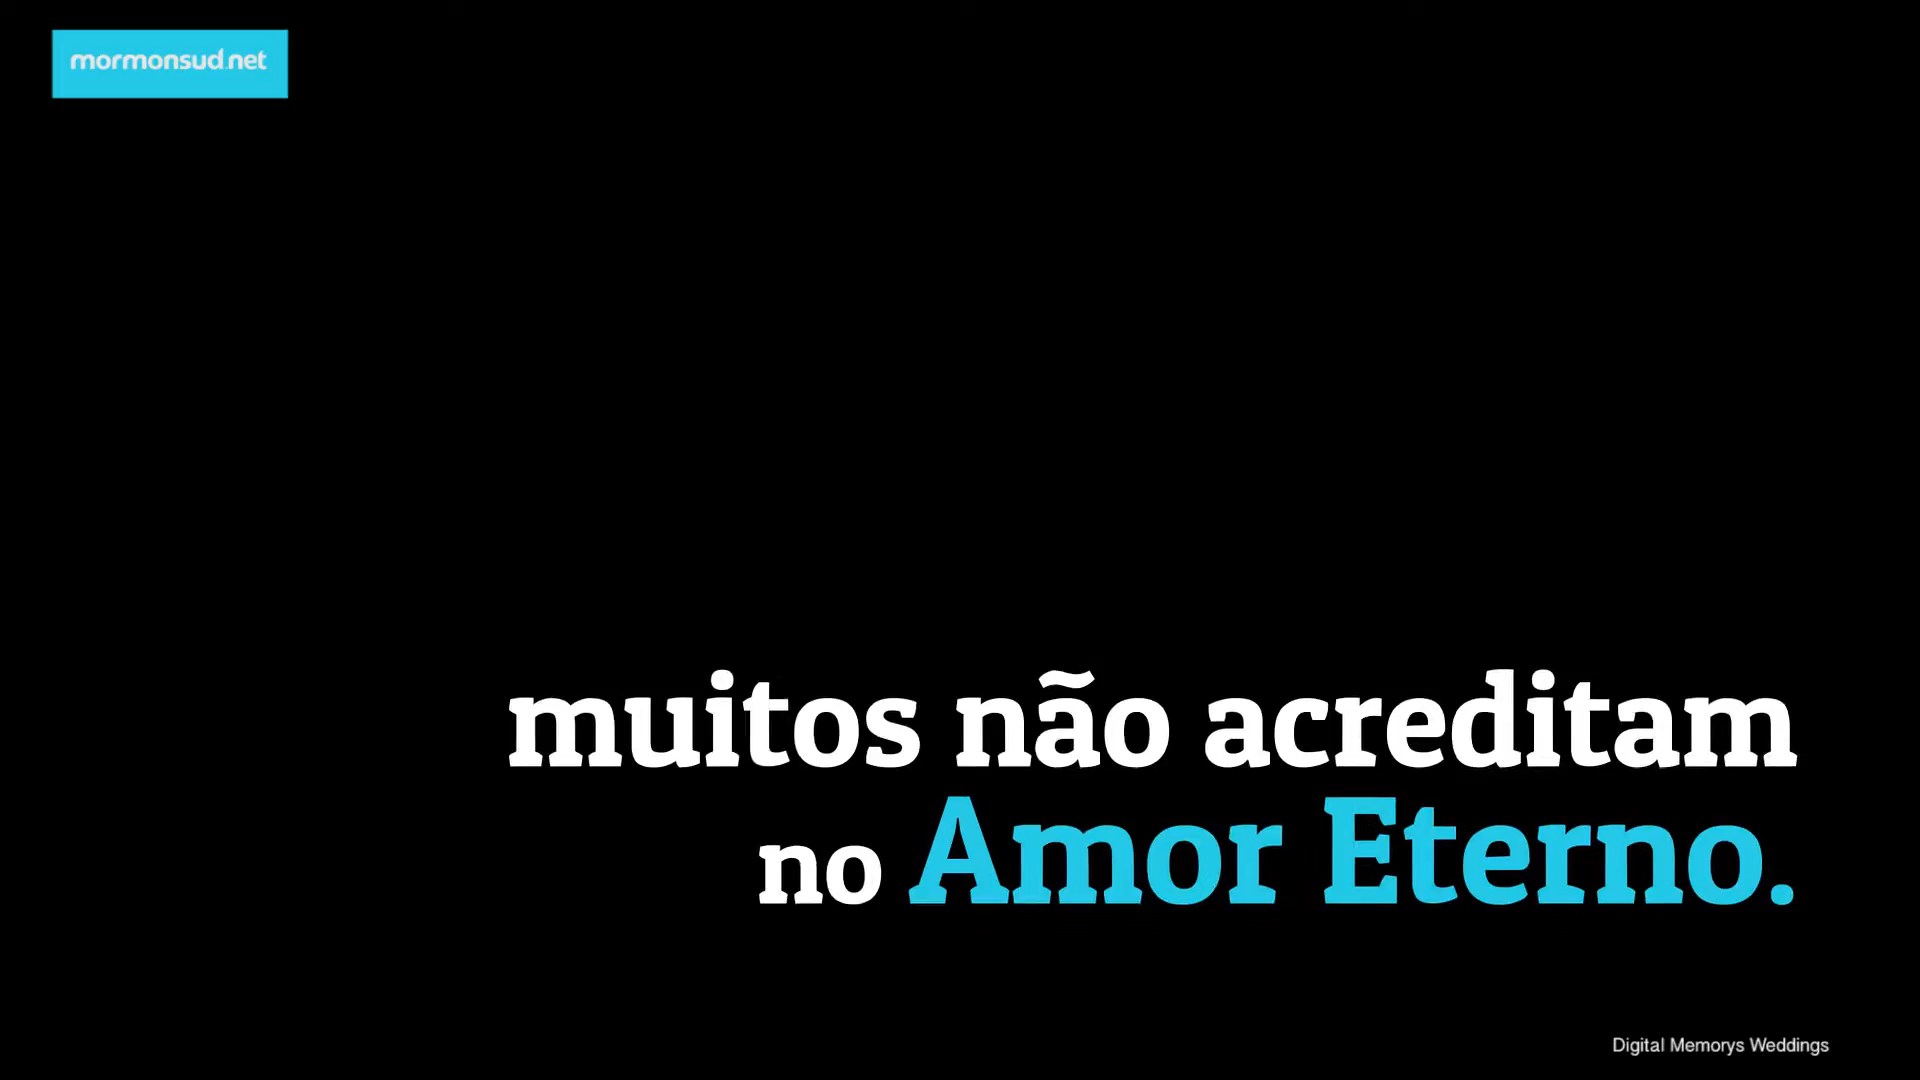 mormonsud.net
muitos não acreditam
no Amor Eterno.
Digital Memorys Weddings